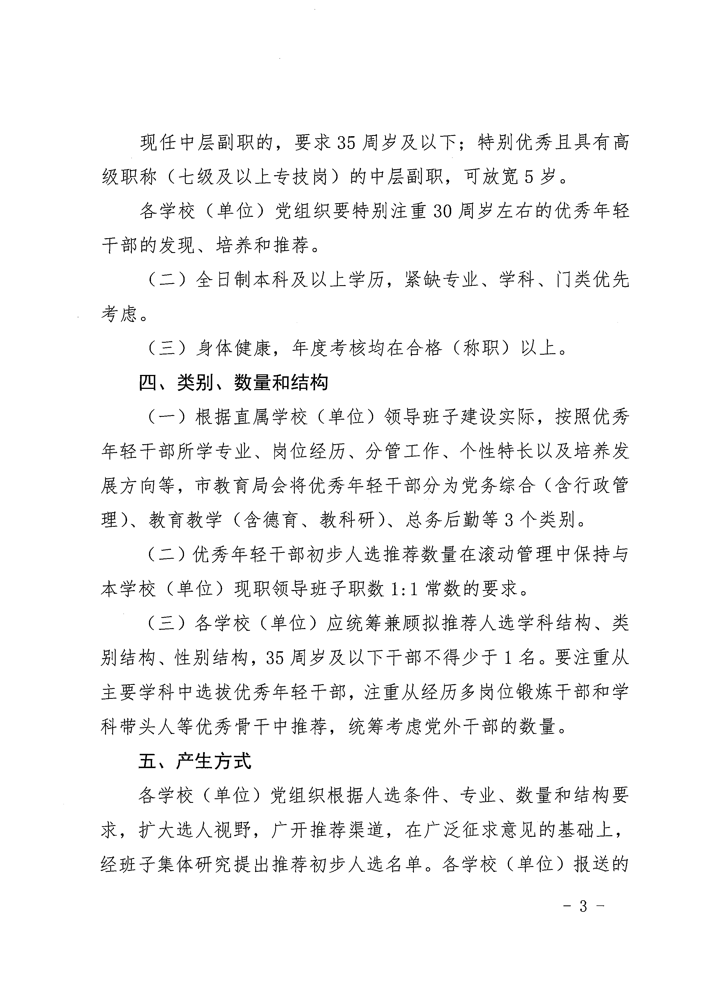 现任中层副职的，要求 35 周岁及以下；特别优秀且具有高
级职称（七级及以上专技岗）的中层副职，可放宽 5 岁。
各学校（单位）党组织要特别注重 30 周岁左右的优秀年轻
干部的发现、培养和推荐。
（二）全日制本科及以上学历，紧缺专业、学科、门类优先
考虑。
（三）身体健康，年度考核均在合格（称职）以上。
四、类别、数量和结构
（一）根据直属学校（单位）领导班子建设实际，按照优秀
年轻干部所学专业、岗位经历、分管工作、个性特长以及培养发
展方向等，市教育局会将优秀年轻干部分为党务综合（含行政管
理）、教育教学（含德育、教科研）、总务后勤等 3 个类别。
（二）优秀年轻干部初步人选推荐数量在滚动管理中保持与
本学校（单位）现职领导班子职数 1:1 常数的要求。
（三）各学校（单位）应统筹兼顾拟推荐人选学科结构、类
别结构、性别结构，35 周岁及以下干部不得少于 1 名。要注重从
主要学科中选拔优秀年轻干部，注重从经历多岗位锻炼干部和学
科带头人等优秀骨干中推荐，统筹考虑党外干部的数量。
五、产生方式
各学校（单位）党组织根据人选条件、专业、数量和结构要
求，扩大选人视野，广开推荐渠道，在广泛征求意见的基础上，
经班子集体研究提出推荐初步人选名单。各学校（单位）报送的
- 3 -